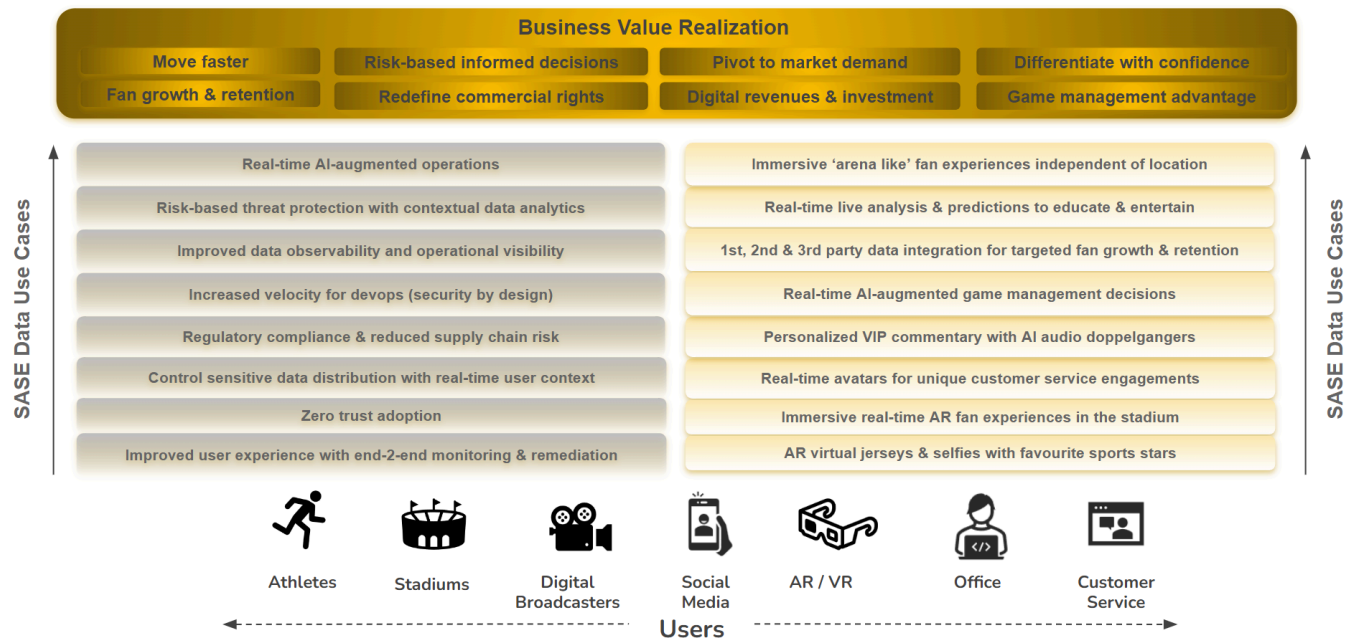 Business Value Realization
Move faster
Risk-based informed decisions
Pivot to market demand
Differentiate with confidence
Fan growth & retention
Redefine commercial rights
Digital revenues & investment
Game management advantage
SASE Data Use Cases
Real-time AI-augmented operations
Risk-based threat protection with contextual data analytics
Improved data observability and operational visibility
Increased velocity for devops (security by design)
Regulatory compliance & reduced supply chain risk
Control sensitive data distribution with real-time user context
Zero trust adoption
Improved user experience with end-2-end monitoring & remediation
Immersive ‘arena like’ fan experiences independent of location
Real-time live analysis & predictions to educate & entertain
1st, 2nd & 3rd party data integration for targeted fan growth & retention
Real-time AI-augmented game management decisions
Personalized VIP commentary with AI audio doppelgangers
Real-time avatars for unique customer service engagements
Immersive real-time AR fan experiences in the stadium
AR virtual jerseys & selfies with favourite sports stars
SASE Data Use Cases
</>
Athletes
Stadiums
Digital
Broadcasters
Social
Media
AR / VR
Office
Customer
Service
Users